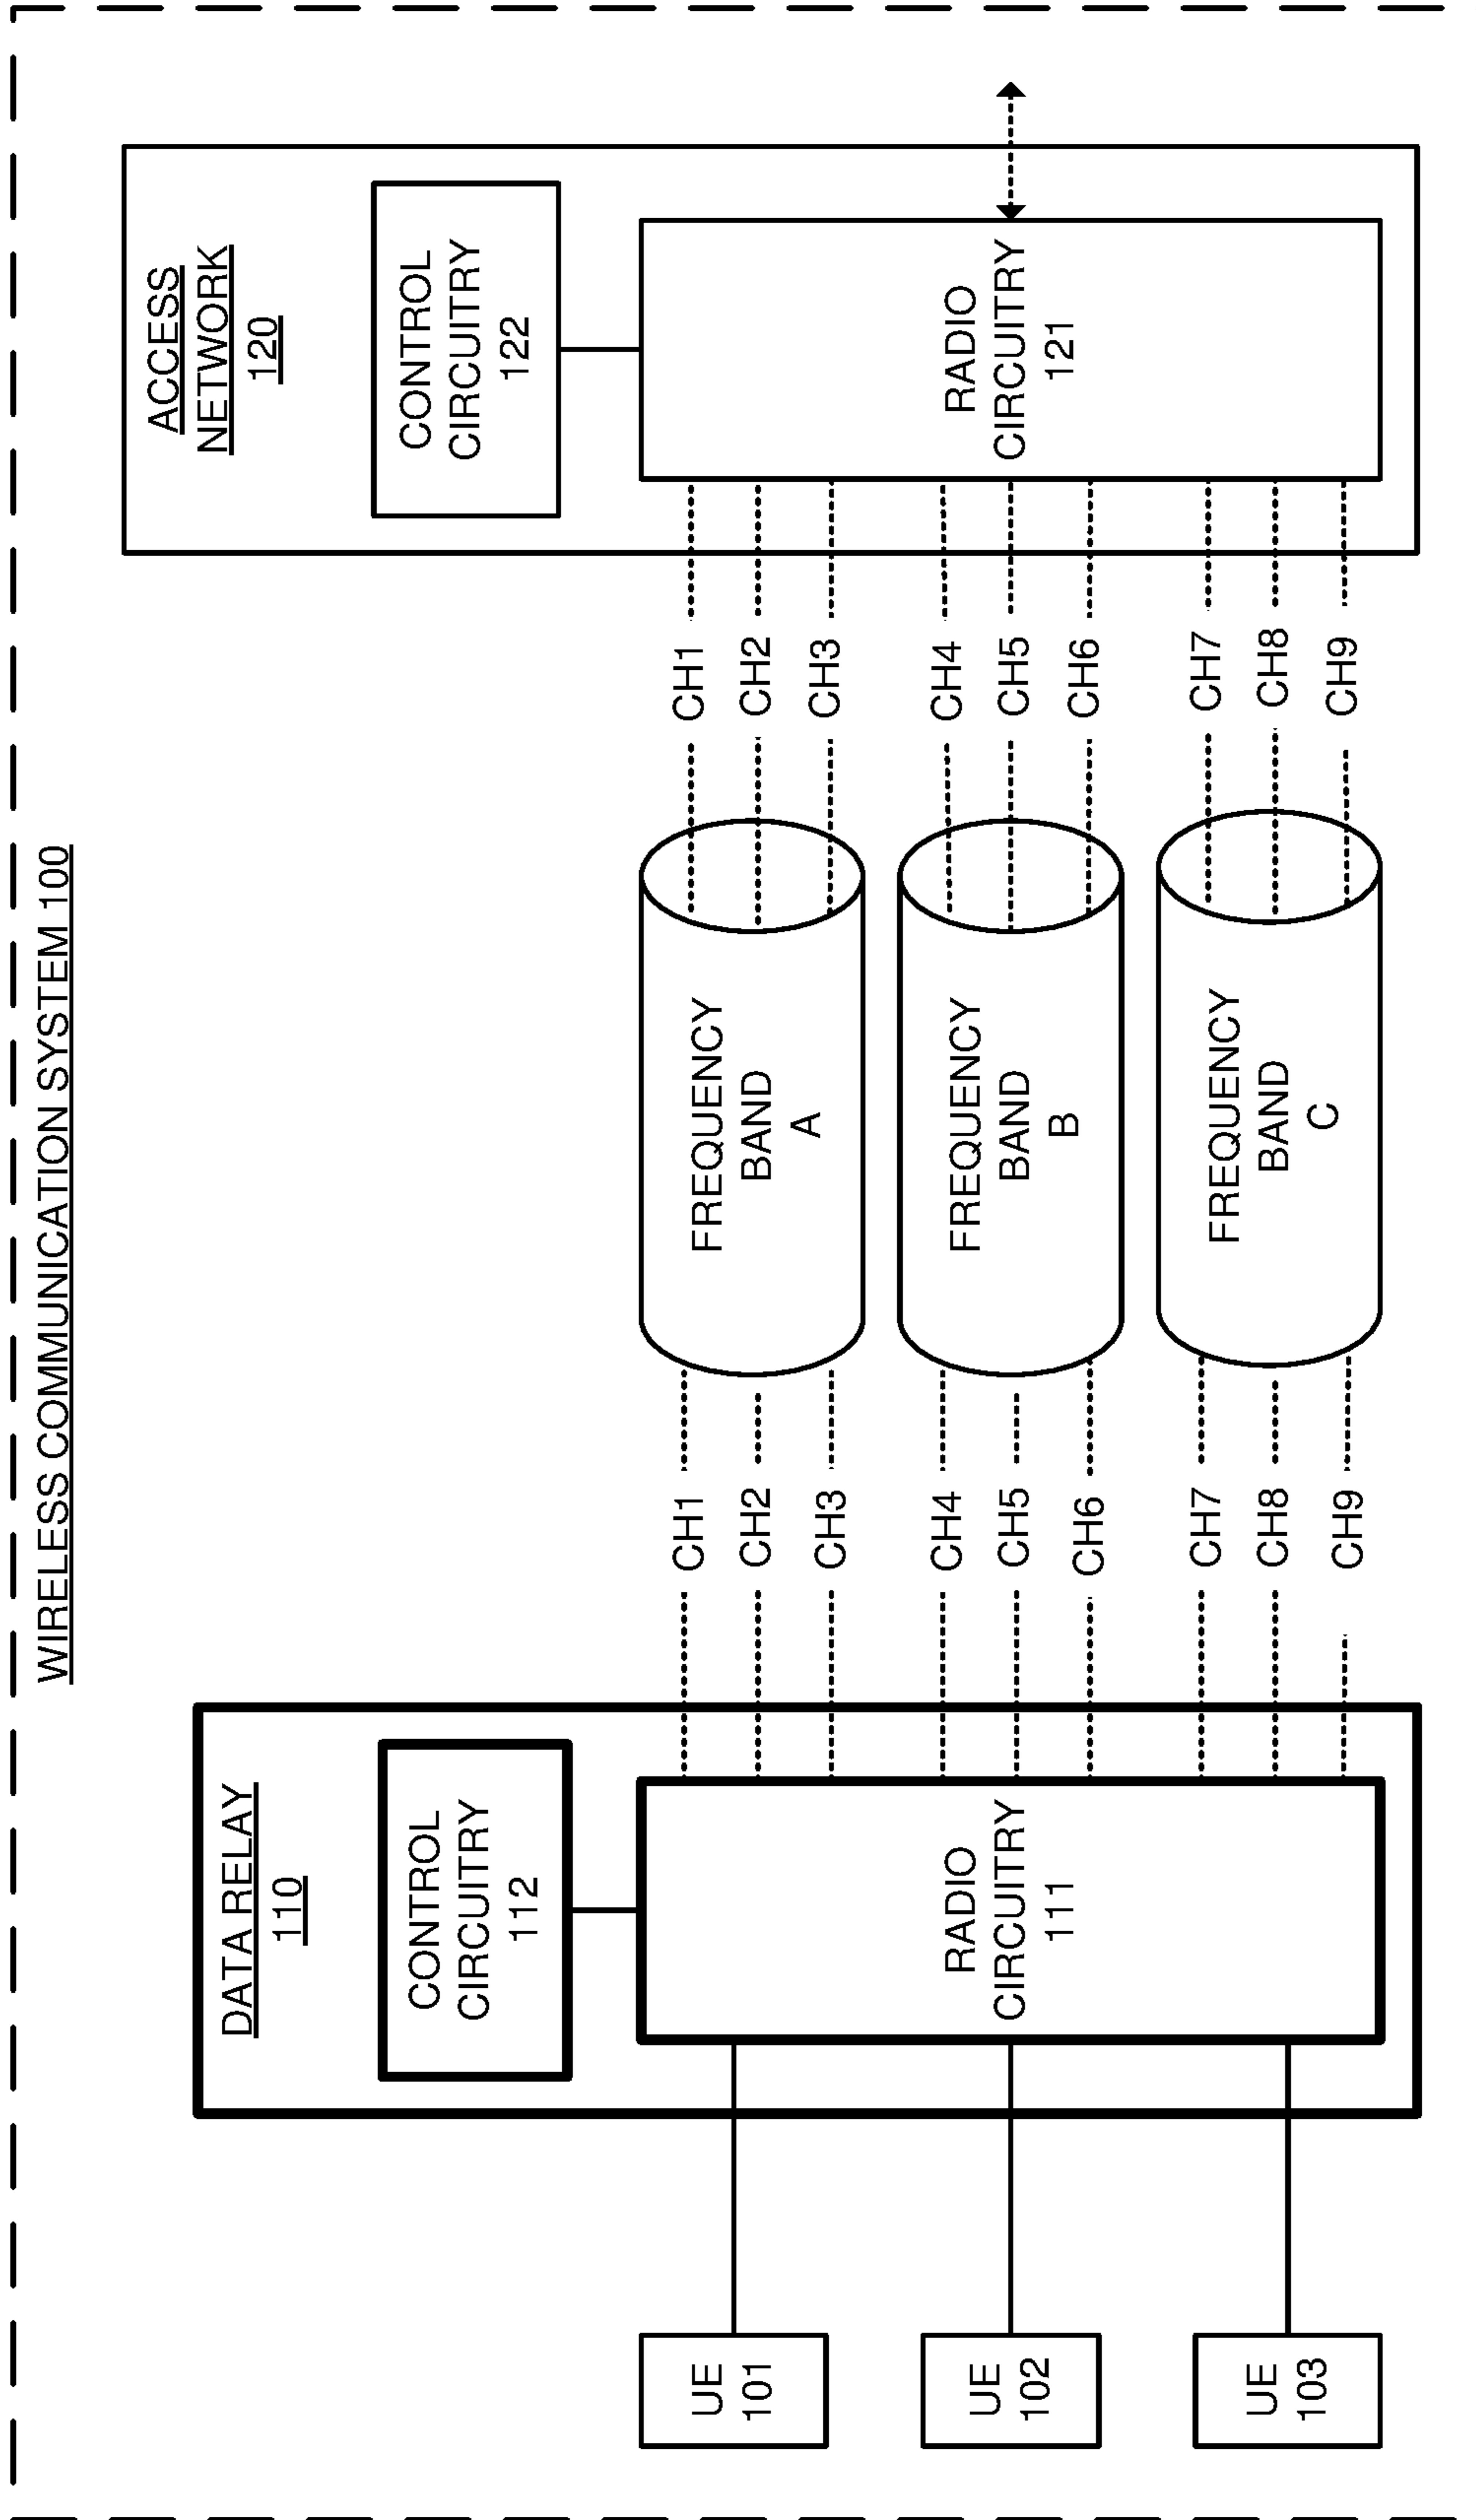 WIRELESS COMMUNICATION SYSTEM 100
DATA RELAY
110
CONTROL
CIRCUITRY
112
RADIO
CIRCUITRY
111
UE
101
UE
102
UE
103
CH1
CH2
CH3
CH4
CH5
CH6
CH7
CH8
CH9
FREQUENCY
BAND
A
FREQUENCY
BAND
B
FREQUENCY
BAND
C
CH1
CH2
CH3
CH4
CH5
CH6
CH7
CH8
CH9
ACCESS
NETWORK
120
CONTROL
CIRCUITRY
122
RADIO
CIRCUITRY
121